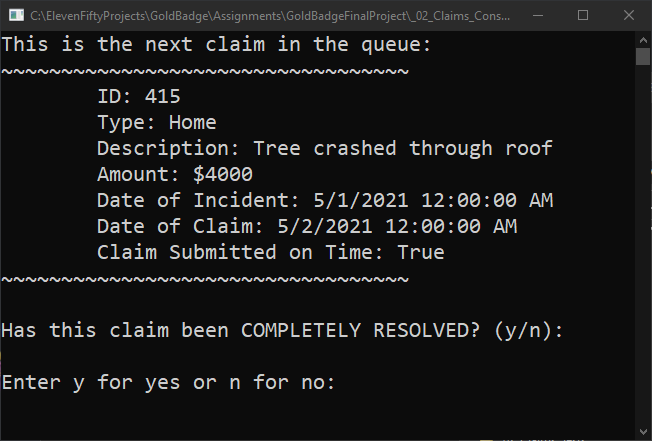 C:\ElevenFiftyProjects\GoldBadge\Assignments\GoldBadgeFinalProject\_02_Claims_Cons...
This is the next claim in the queue:
~~~~~~~~~~~~~~~~~~~~~~~~~~~~~~~~~~
ID: 415
Type: Home
Description: Tree crashed through roof
Amount: $4000
Date of Incident: 5/1/2021 12:00:00 AM
Date of Claim: 5/2/2021 12:00:00 AM
Claim Submitted on Time: True
~~~~~~~~~~~~~~~~~~~~~~~~~~~~~~~~~~
Has this claim been COMPLETELY RESOLVED? (y/n):
Enter y for yes or n for no: